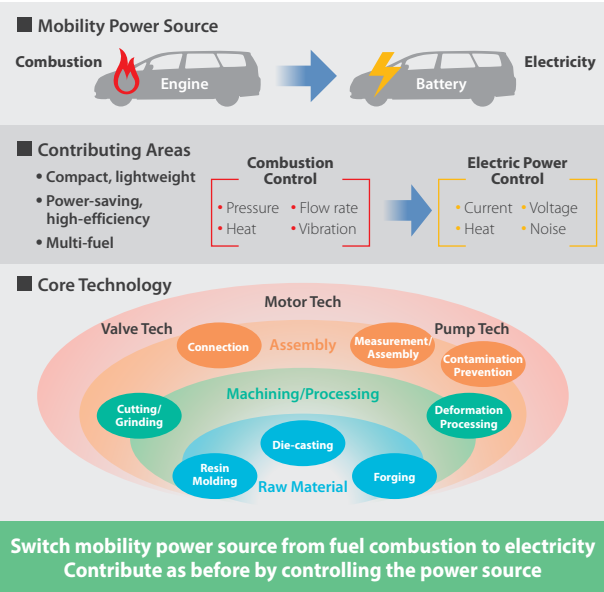 Mobility Power Source
Combustion
Engine
Battery
Electricity
Contributing Areas
• Compact, lightweight
• Power-saving,
high-efficiency
• Multi-fuel
Combustion
Control
• Pressure • Flow rate
• Heat • Vibration
Electric Power
Control
• Current • Voltage
• Heat • Noise
Core Technology
Motor Tech
Valve Tech
Pump Tech
Connection
Assembly
Measurement/
Assembly
Contamination
Prevention
Machining/Processing
Cutting/
Grinding
Deformation
Processing
Die-casting
Resin
Molding
Forging
Raw Material
Switch mobility power source from fuel combustion to electricity
Contribute as before by controlling the power source